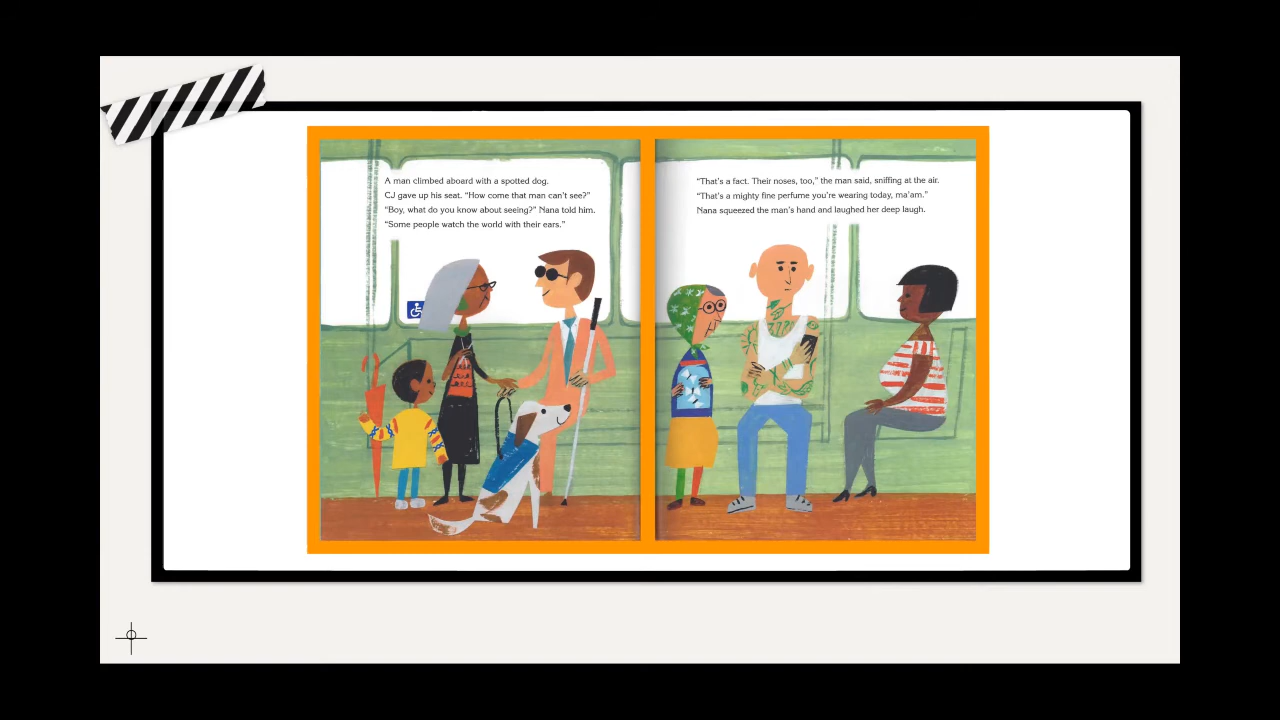 A man climbed aboard with a spotted dog.
CJ gave up his seat. “How come that man can’t see?”
“Boy, what do you know about seeing?” Nana told him.
“Some people watch the world with their ears.”
“That’s a fact. Their noses, too,” the man said, sniffing at the air.
“That’s a mighty fine perfume you’re wearing today, ma’am.”
Nana squeezed the man’s hand and laughed her deep laugh.